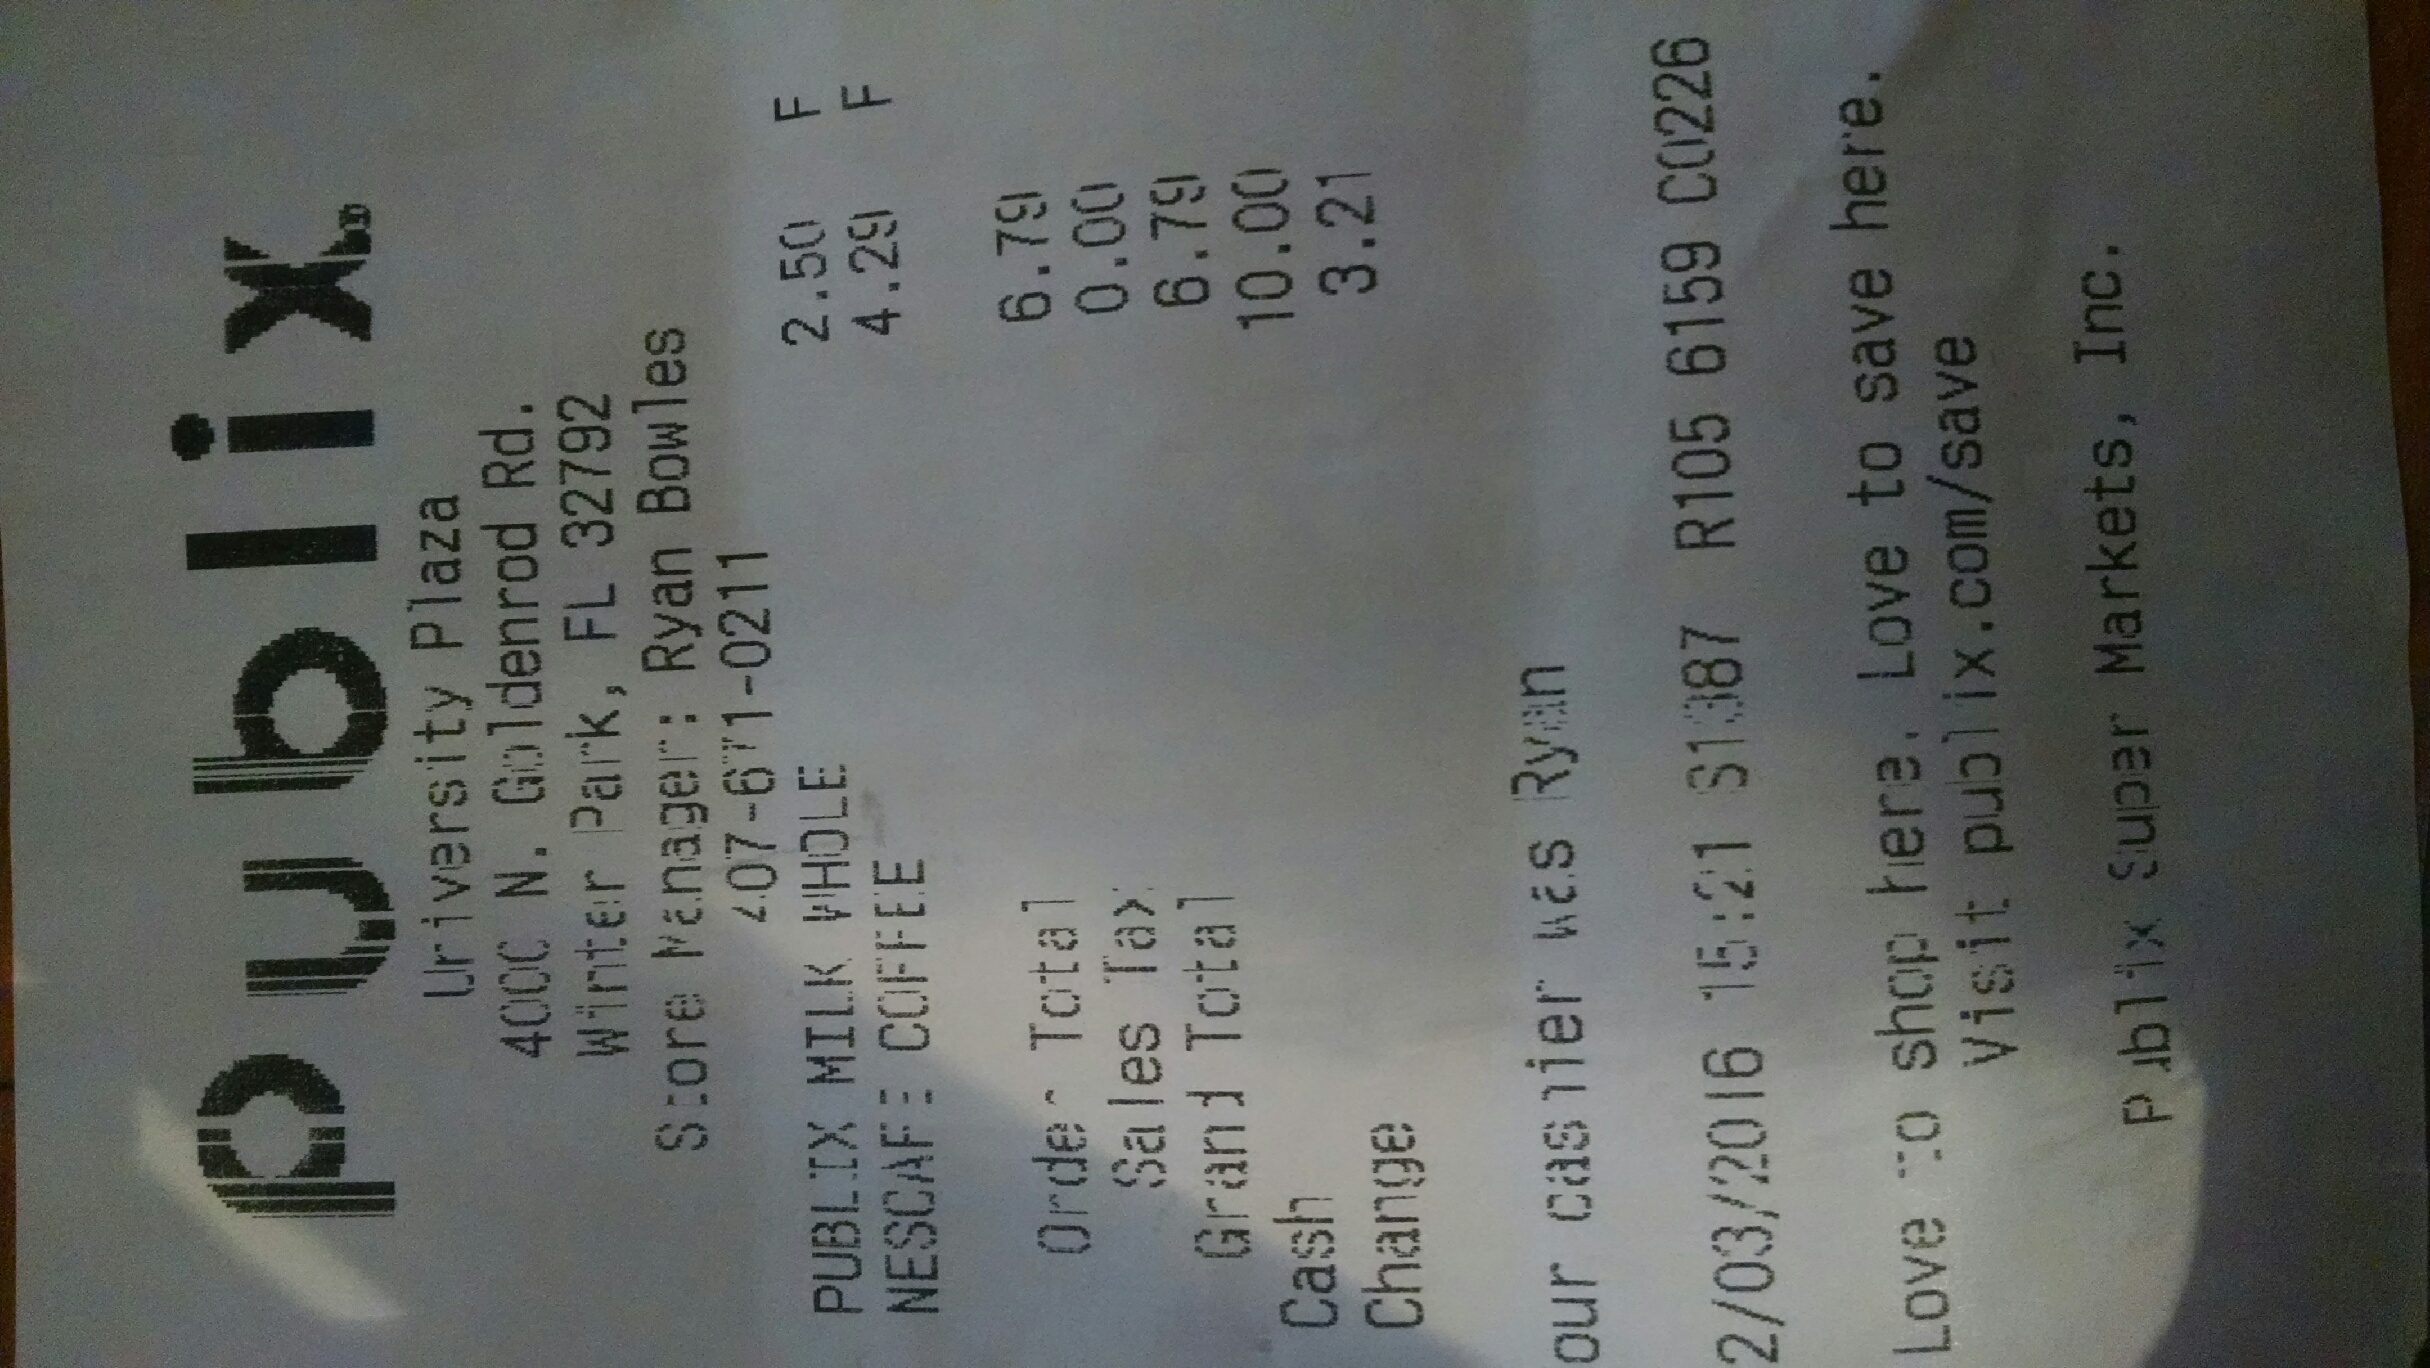 Publix
University Plaza
4000 N. Goldenrod Rd.
Winter Park, FL 32792
Store Manager: Ryan Bowles
407-671-0211
PUBLIX MILK WHOLE 2.50 F
NESCAFE COFFEE 4.29 F
Order Total 6.79
Sales Tax 0.00
Grand Total 6.79
Cash 10.00
Change 3.21
our cashier was Ryan
2/03/2016 15:21 S1387 R105 6159 C0226
Love to shop here. Love to save here.
Visit publix.com/save
Publix Super Markets, Inc.